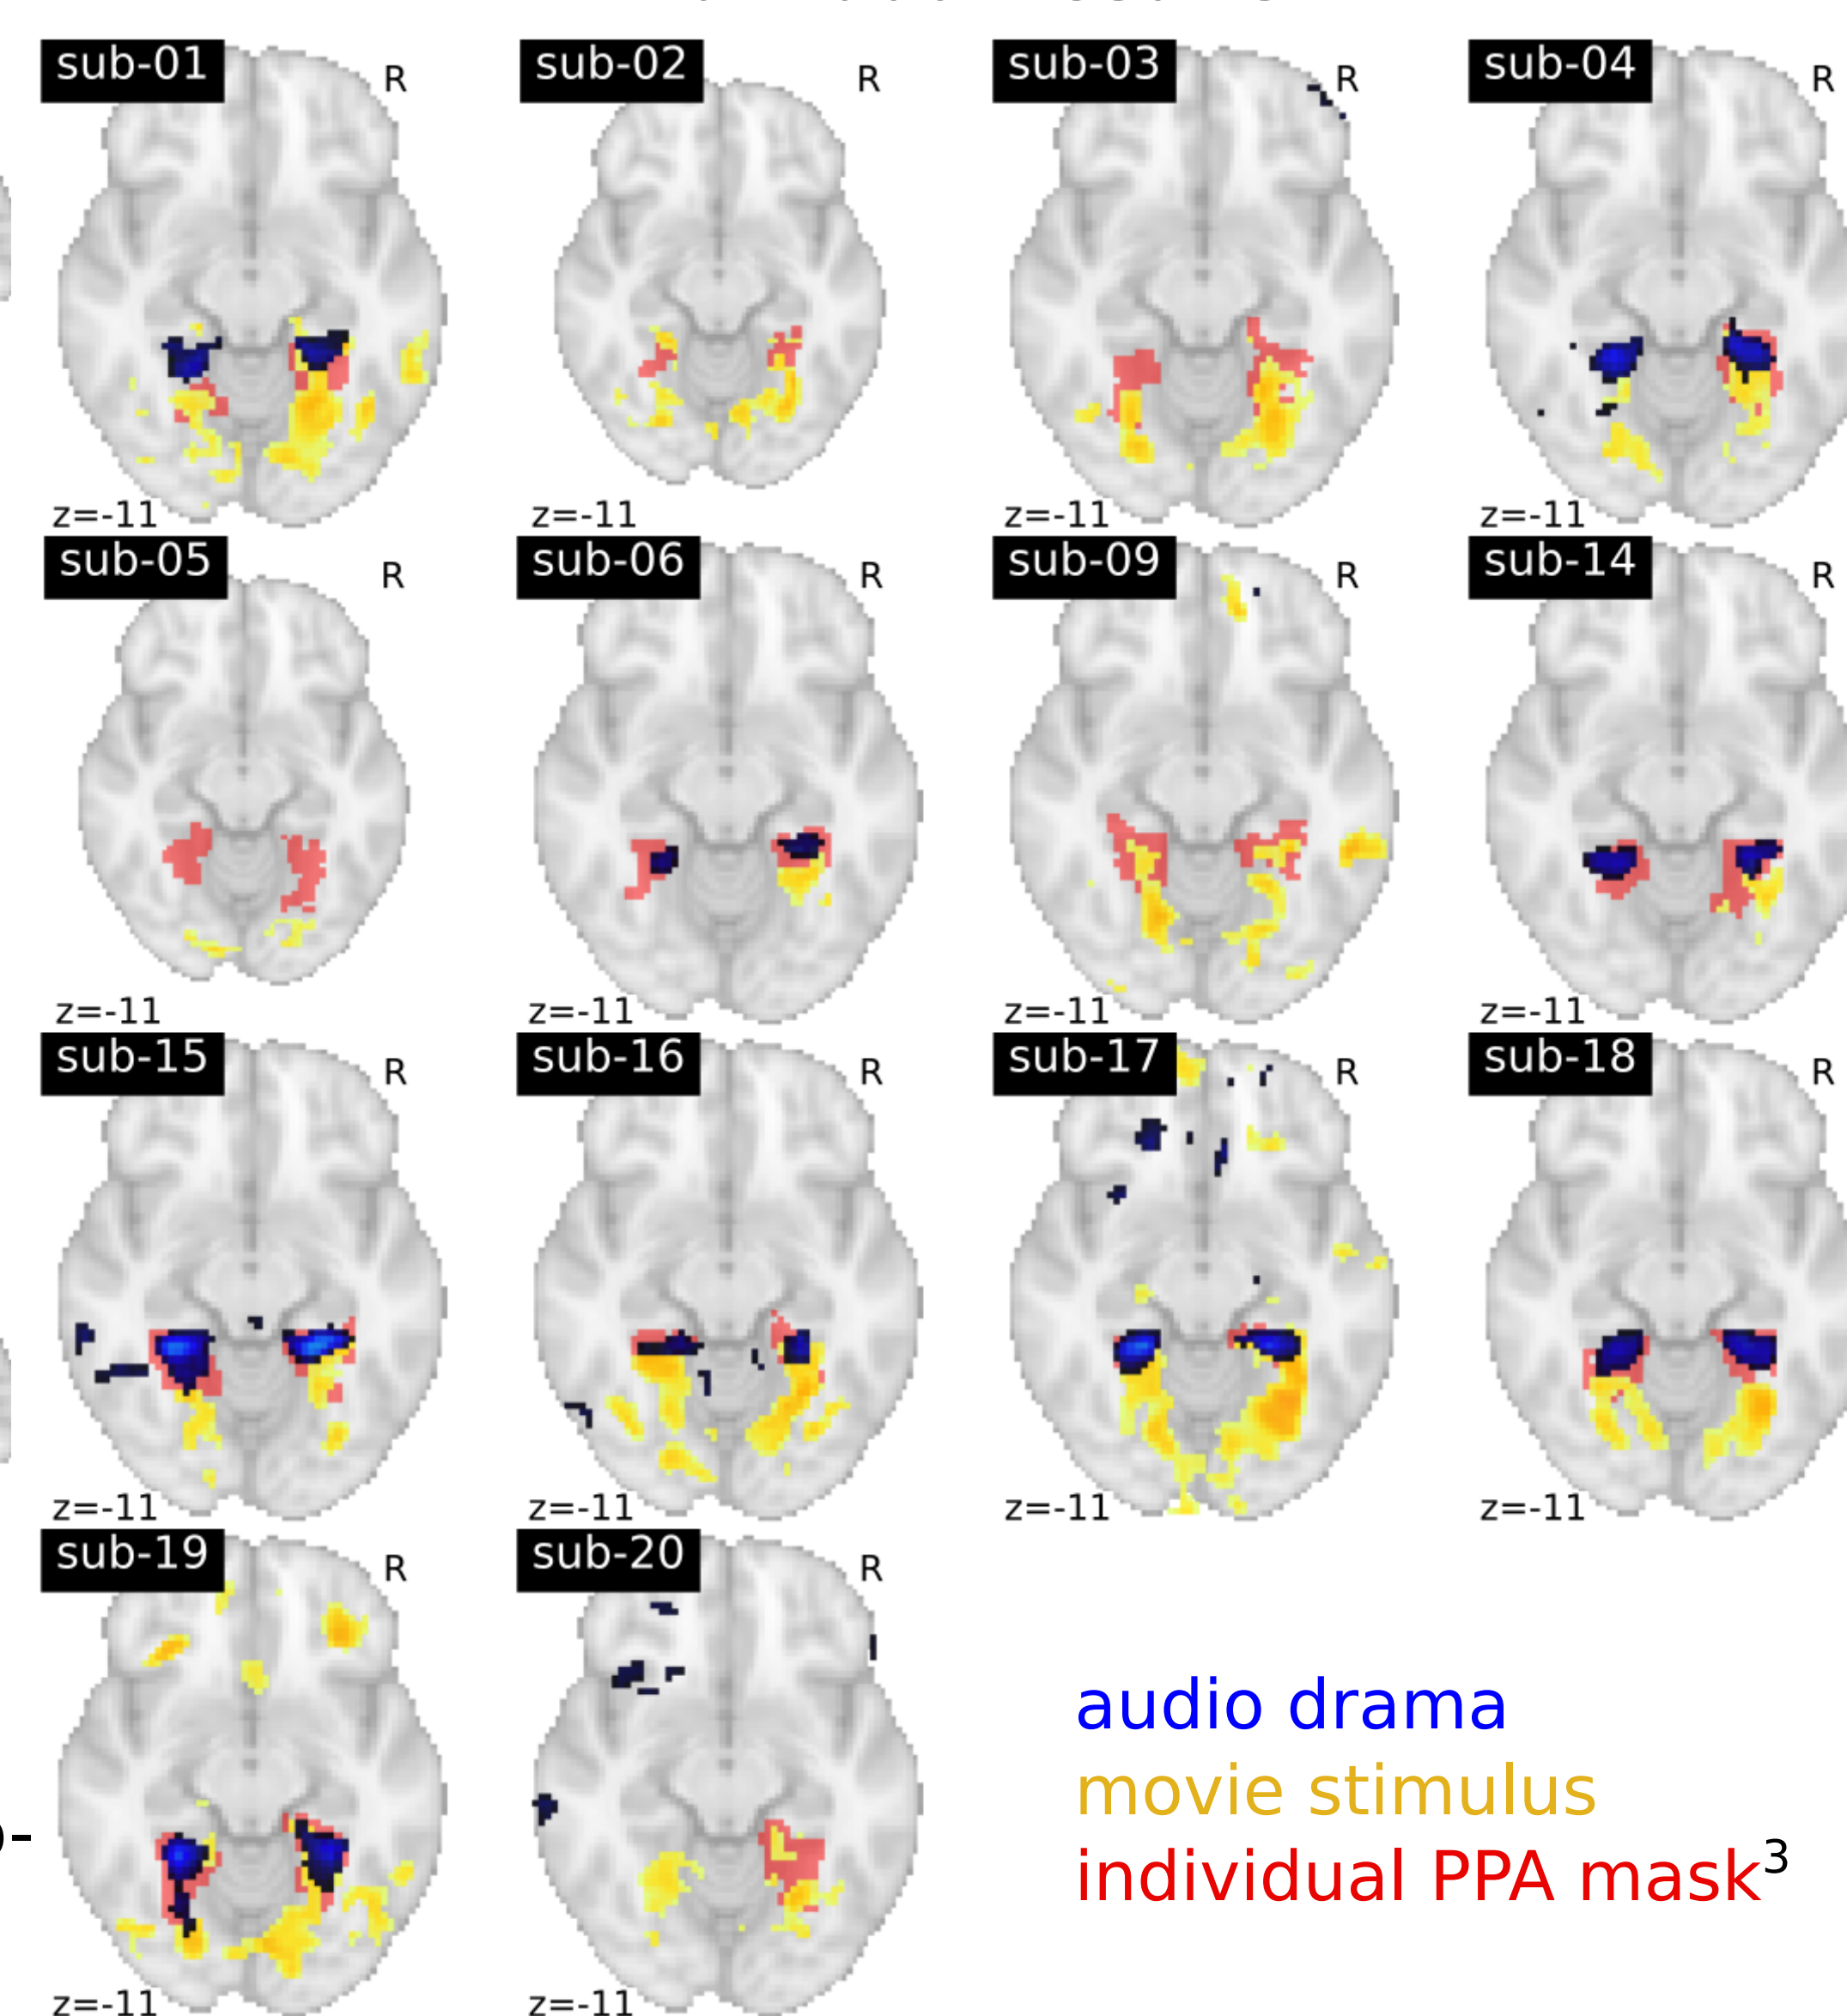 sub-01 R sub-02 R sub-03 R sub-04 R
z=-11 z=-11 z=-11 z=-11
sub-05 R sub-06 R sub-09 R sub-14 R
z=-11 z=-11 z=-11 z=-11
sub-15 R sub-16 R sub-17 R sub-18 R
z=-11 z=-11 z=-11 z=-11
sub-19 R sub-20 R
audio drama
movie stimulus
individual PPA mask³
z=-11 z=-11